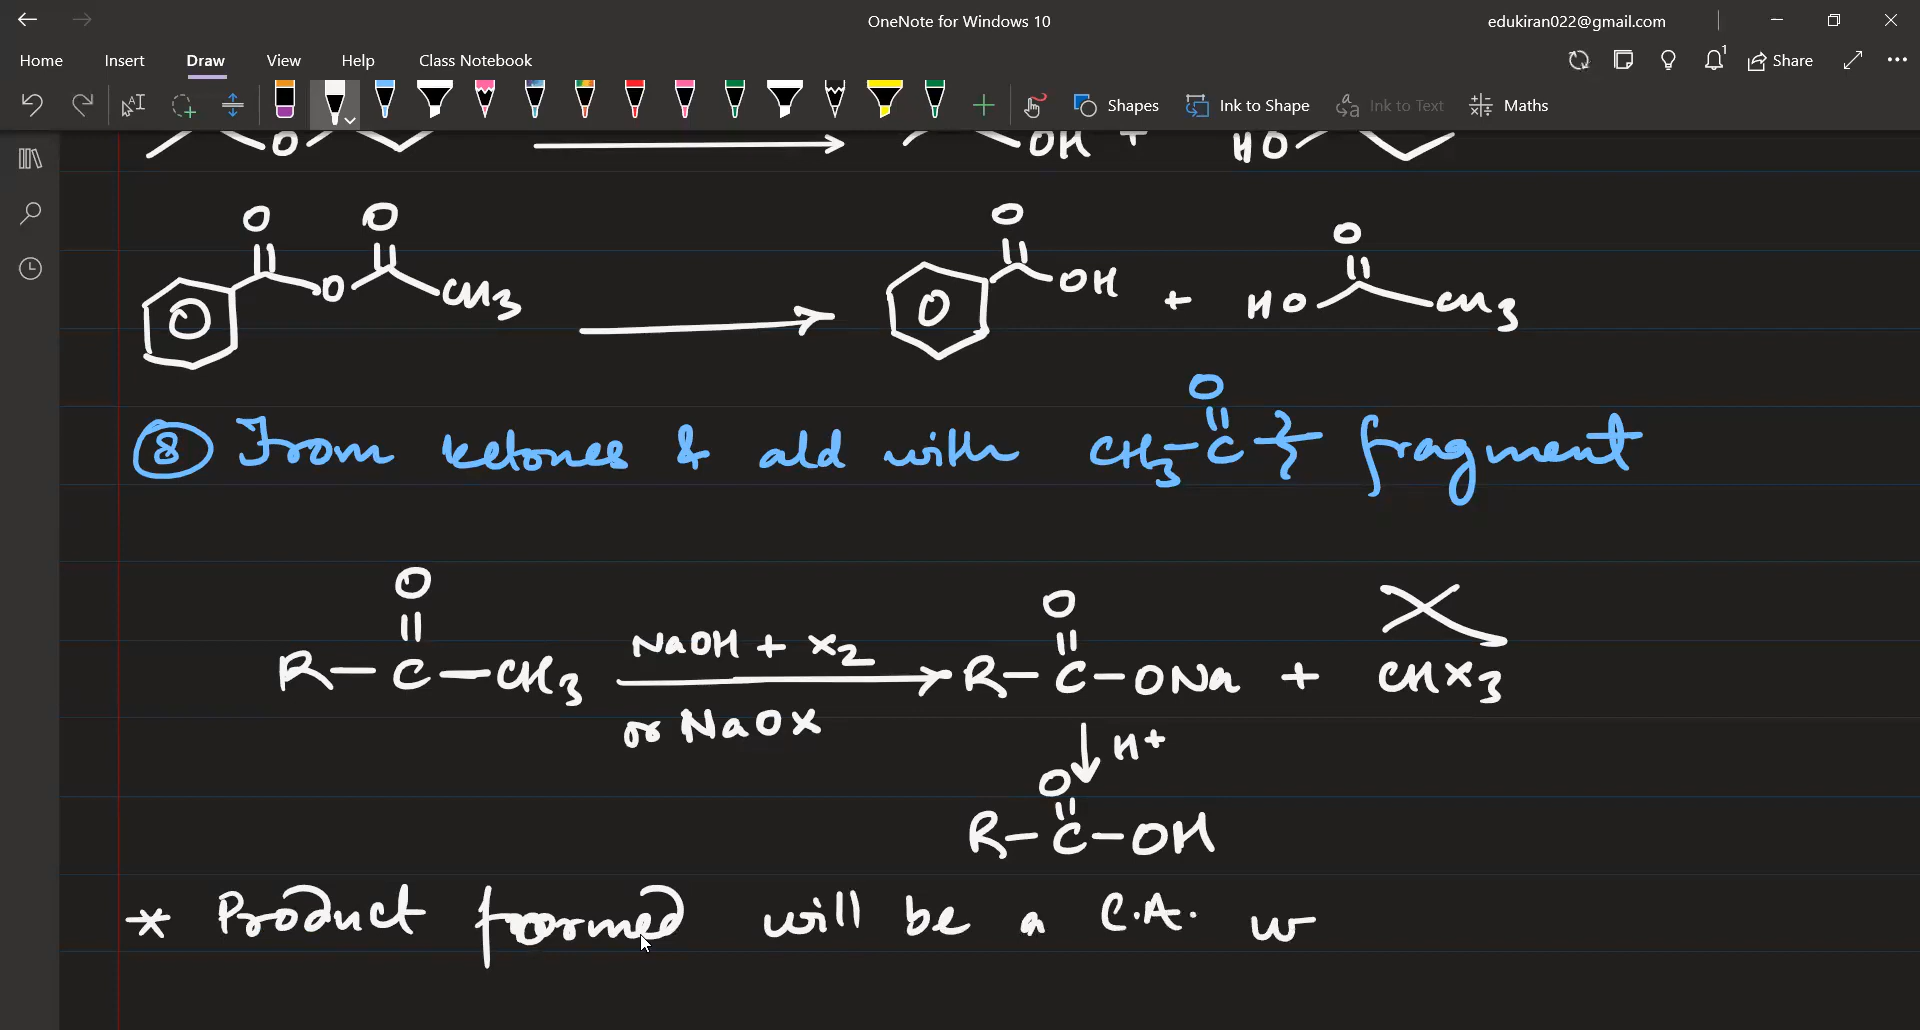 OneNote for Windows 10
edukiran022@gmail.com
Home Insert Draw View Help Class Notebook
1 Share
Shapes Ink to Shape Ink to Text Maths
O OH + HO
O O O O
O CH3 OH + HO CH3
O
⑧ From ketones & ald with CH3-C-} fragment
O O
NaOH + X2
R-C-CH3 R-C-ONa + CHX3
or NaOX
H+
O
R-C-OH
* Product formed will be a C.A. w